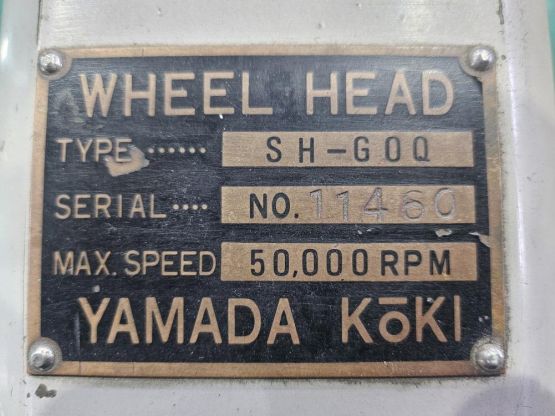 WHEEL HEAD
TYPE ...... SH-GOQ
SERIAL .... NO. 11460
MAX. SPEED 50,000 RPM
YAMADA KōKI